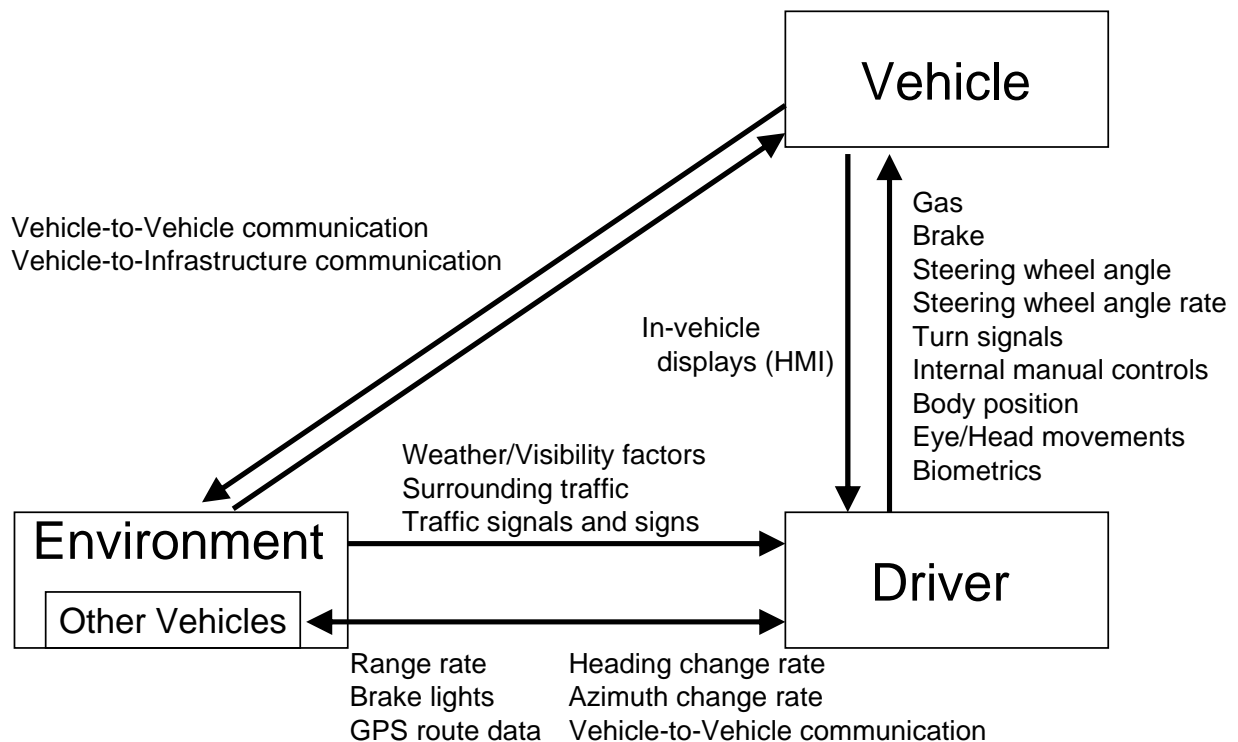 Vehicle
Vehicle-to-Vehicle communication
Vehicle-to-Infrastructure communication
Gas
Brake
Steering wheel angle
Steering wheel angle rate
Turn signals
Internal manual controls
Body position
Eye/Head movements
Biometrics
In-vehicle
displays (HMI)
Weather/Visibility factors
Surrounding traffic
Traffic signals and signs
Environment
Other Vehicles
Driver
Range rate
Brake lights
GPS route data
Heading change rate
Azimuth change rate
Vehicle-to-Vehicle communication